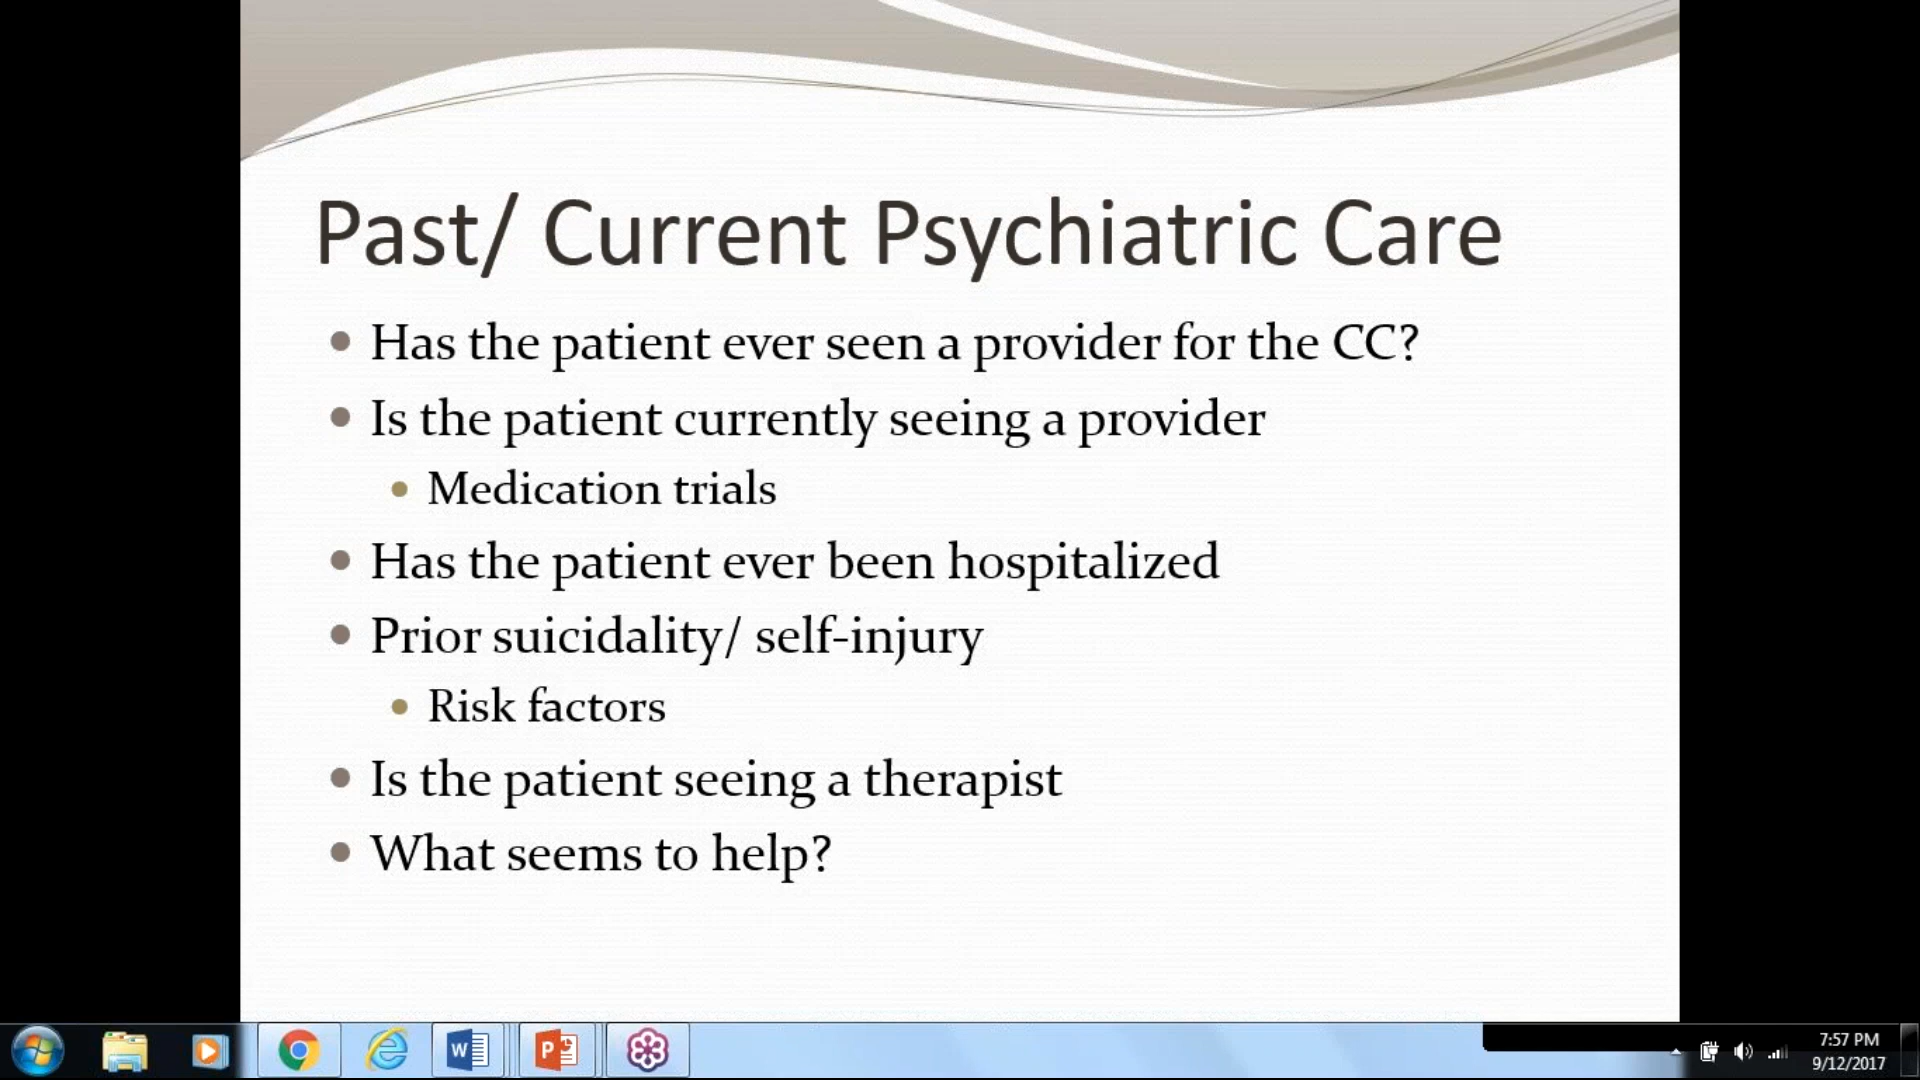 Past/ Current Psychiatric Care
Has the patient ever seen a provider for the CC?
Is the patient currently seeing a provider
Medication trials
Has the patient ever been hospitalized
Prior suicidality/ self-injury
Risk factors
Is the patient seeing a therapist
What seems to help?
W
P
7:57 PM
9/12/2017